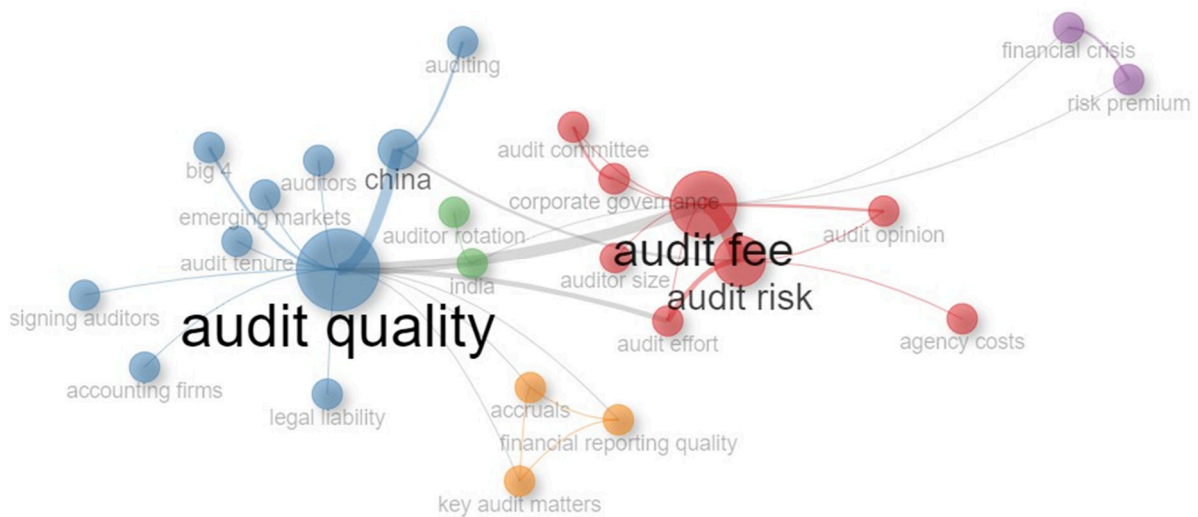 financial crisis
auditing
risk premium
audit committee
big 4
auditors
china
corporate governance
emerging markets
auditor rotation
audit opinion
audit fee
audit tenure
auditor size
india
audit risk
signing auditors
audit quality
audit effort
agency costs
accounting firms
accruals
legal liability
financial reporting quality
key audit matters